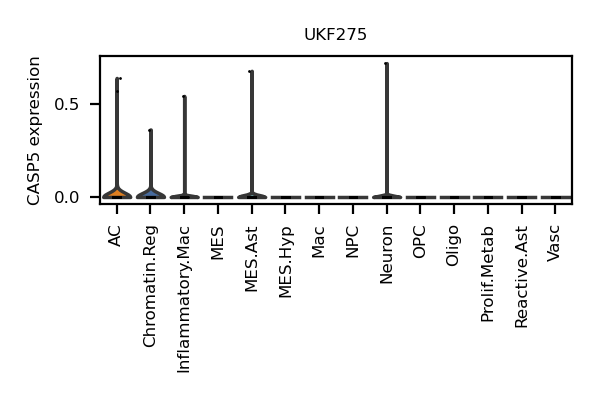 UKF275
CASP5 expression
0.5
0.0
AC
Chromatin.Reg
Inflammatory.Mac
MES
MES.Ast
MES.Hyp
Mac
NPC
Neuron
OPC
Oligo
Prolif.Metab
Reactive.Ast
Vasc